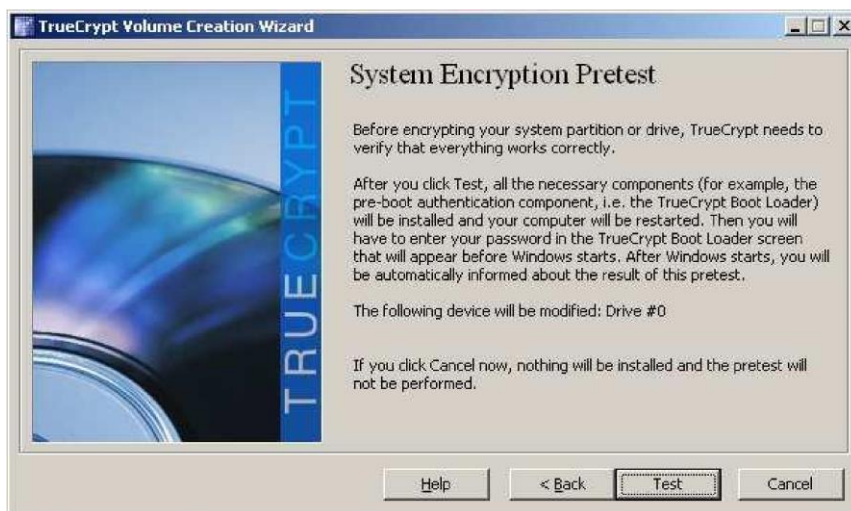 TrueCrypt Volume Creation Wizard
TRUECRYPT
System Encryption Pretest
Before encrypting your system partition or drive, TrueCrypt needs to
verify that everything works correctly.
After you click Test, all the necessary components (for example, the
pre-boot authentication component, i.e. the TrueCrypt Boot Loader)
will be installed and your computer will be restarted. Then you will
have to enter your password in the TrueCrypt Boot Loader screen
that will appear before Windows starts. After Windows starts, you will
be automatically informed about the result of this pretest.
The following device will be modified: Drive #0
If you click Cancel now, nothing will be installed and the pretest will
not be performed.
Help
< Back
Test
Cancel